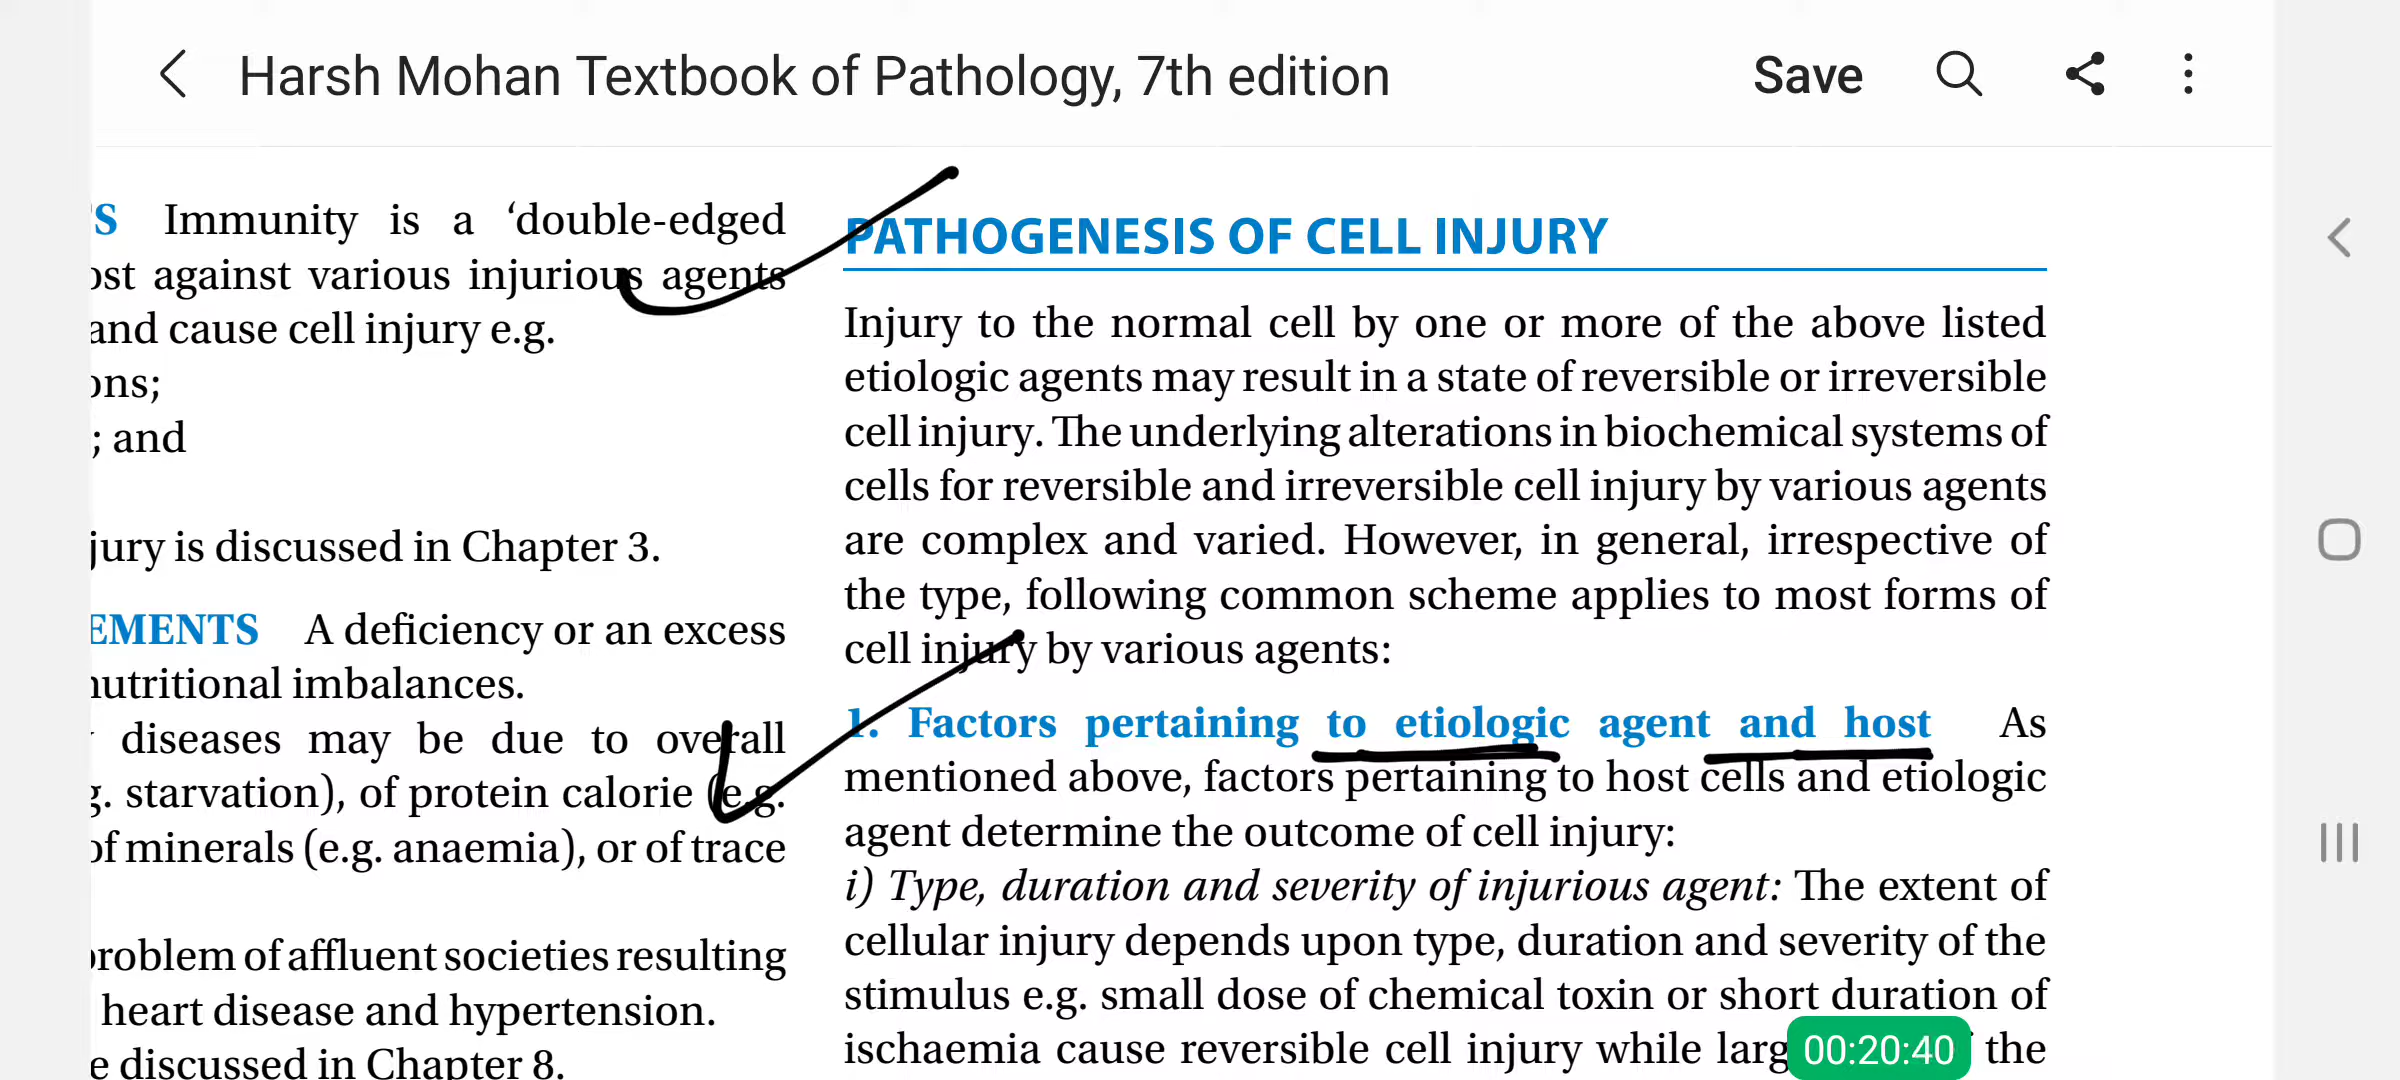 Harsh Mohan Textbook of Pathology, 7th edition
Save
S Immunity is a ‘double-edged
ost against various injurious agents
and cause cell injury e.g.
ons;
; and
jury is discussed in Chapter 3.
EMENTS A deficiency or an excess
nutritional imbalances.
diseases may be due to overall
g. starvation), of protein calorie (e.g.
of minerals (e.g. anaemia), or of trace
problem of affluent societies resulting
heart disease and hypertension.
e discussed in Chapter 8.
PATHOGENESIS OF CELL INJURY
Injury to the normal cell by one or more of the above listed
etiologic agents may result in a state of reversible or irreversible
cell injury. The underlying alterations in biochemical systems of
cells for reversible and irreversible cell injury by various agents
are complex and varied. However, in general, irrespective of
the type, following common scheme applies to most forms of
cell injury by various agents:
1. Factors pertaining to etiologic agent and host As
mentioned above, factors pertaining to host cells and etiologic
agent determine the outcome of cell injury:
i) Type, duration and severity of injurious agent: The extent of
cellular injury depends upon type, duration and severity of the
stimulus e.g. small dose of chemical toxin or short duration of
ischaemia cause reversible cell injury while larg the
00:20:40